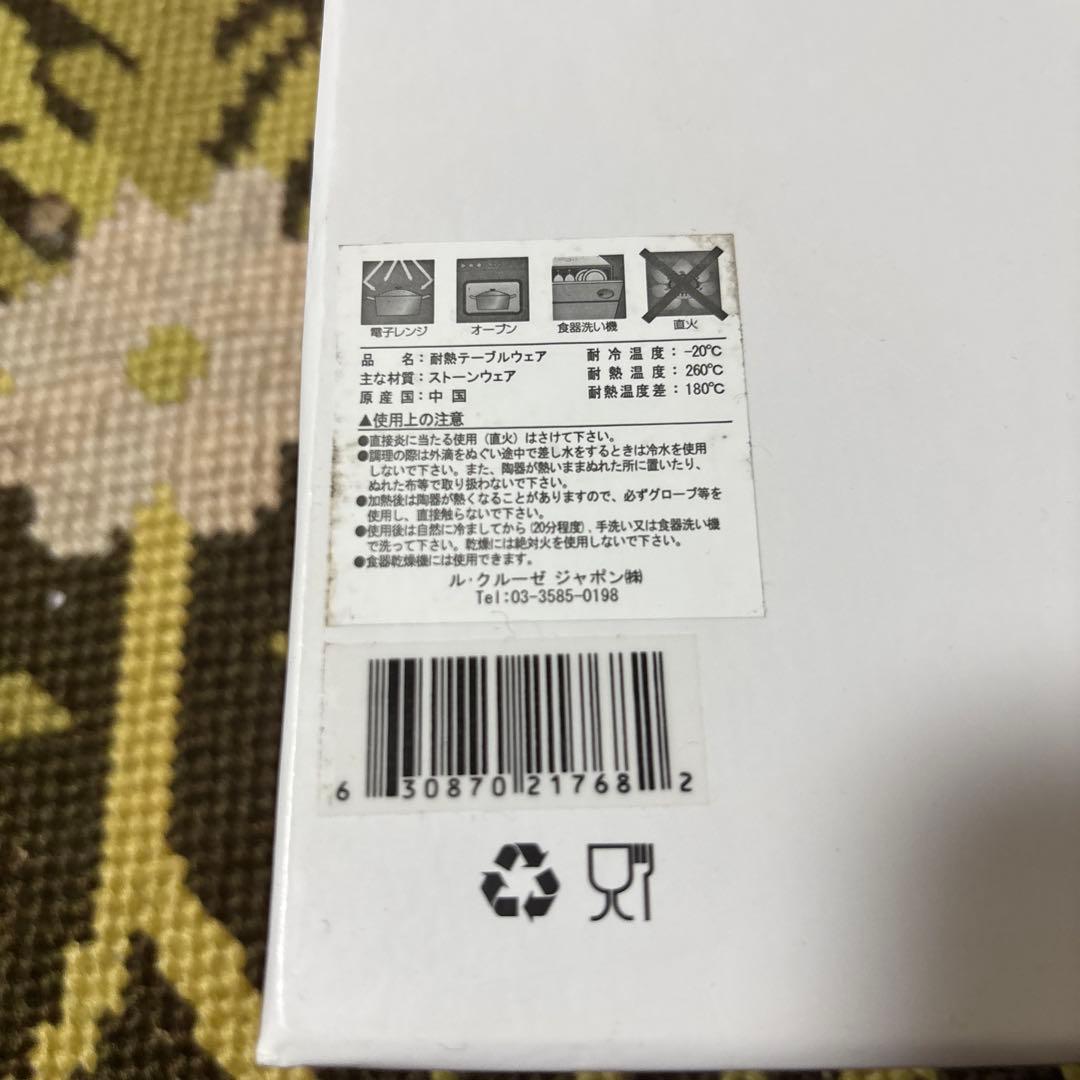 電子レンジ オーブン 食器洗い機 直火
品 名：耐熱テーブルウェア 耐 冷 温 度：-20℃
主な材質：ストーンウェア 耐 熱 温 度：260℃
原 産 国：中 国 耐熱温度差：180℃
▲使用上の注意
●直接炎に当たる使用（直火）はさけて下さい。
●調理の際は外滴をぬぐい途中で差し水をするときは冷水を使用
しないで下さい。また、陶器が熱いままぬれた所に置いたり、
ぬれた布等で取り扱わないで下さい。
●加熱後は陶器が熱くなることがありますので、必ずグローブ等を
使用し、直接触らないで下さい。
●使用後は自然に冷ましてから（20分程度）、手洗い又は食器洗い機
で洗って下さい。乾燥には絶対火を使用しないで下さい。
●食器乾燥機には使用できます。
ル・クルーゼ ジャポン㈱
Tel:03-3585-0198
6 30870 21768 2